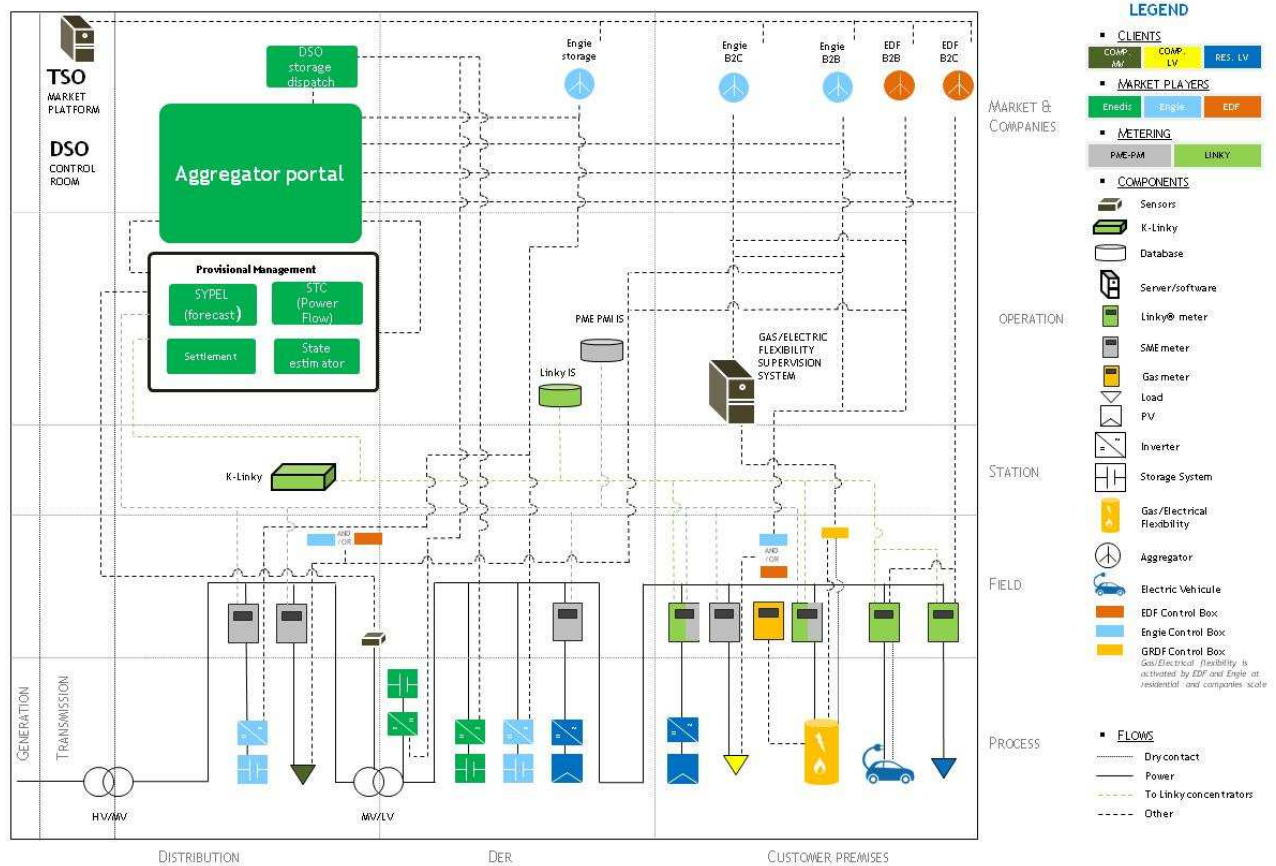 TSO
MARKET
PLATFORM
DSO
CONTROL
ROOM
DSO
storage
dispatch
Aggregator portal
Engie
storage
Engie
B2C
Engie
B2B
EDF
B2B
EDF
B2C
MARKET &
COMPANIES
Provisional Management
SYPEL
(forecast)
STC
(Power
Flow)
Settlement
State
estimator
PME PMI IS
Linky IS
GAS/ELECTRIC
FLEXIBILITY
SUPERVISION
SYSTEM
OPERATION
K-Linky
STATION
AND
/OR
AND
/OR
FIELD
GENERATION
TRANSMISSION
PROCESS
HV/MV
MV/LV
DISTRIBUTION
DER
CUSTOMER PREMISES
LEGEND
▪ CLIENTS
COMP. MV
COMP. LV
RES. LV
▪ MARKET PLAYERS
Enedis
Engie
EDF
▪ METERING
PME-PMI
LINKY
▪ COMPONENTS
Sensors
K-Linky
Database
Server/software
Linky® meter
SME meter
Gas meter
Load
PV
Inverter
Storage System
Gas/Electrical
Flexibility
Aggregator
Electric Vehicule
EDF Control Box
Engie Control Box
GRDF Control Box
Gas/Electrical flexibility is
activated by EDF and Engie at
residential and companies scale
▪ FLOWS
Dry contact
Power
To Linky concentrators
Other